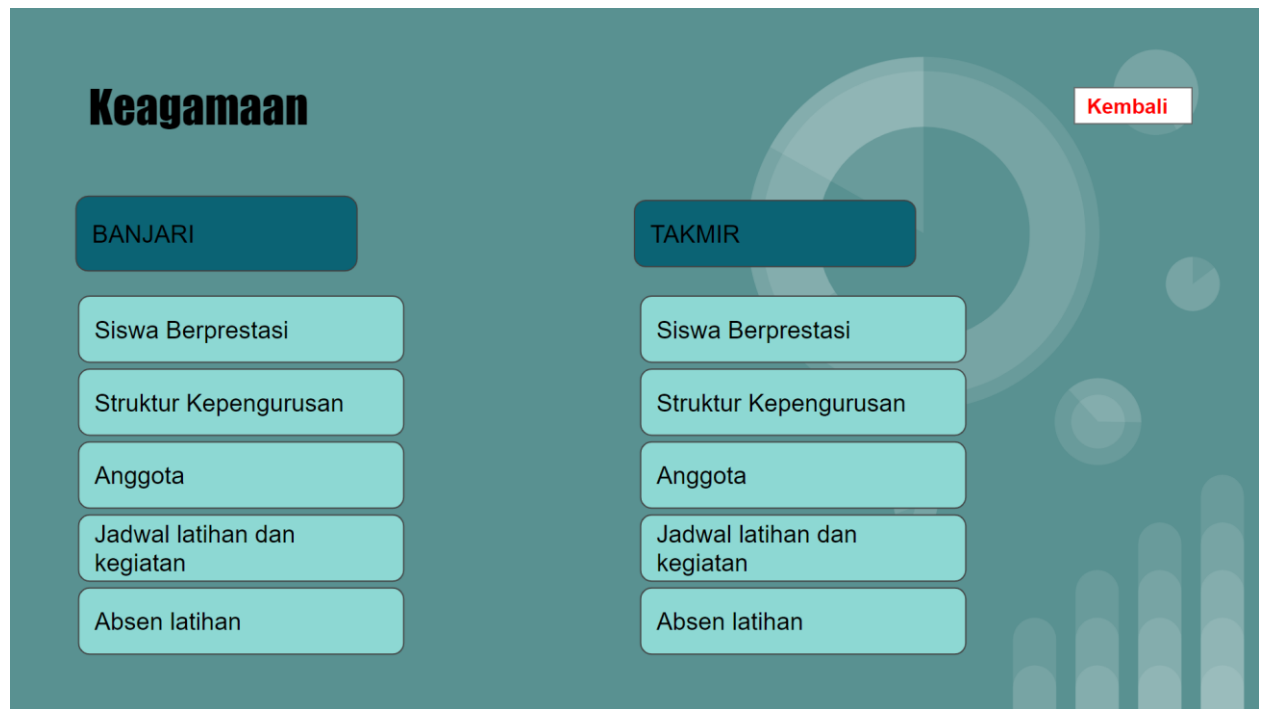 Keagamaan
Kembali
BANJARI
Siswa Berprestasi
Struktur Kepengurusan
Anggota
Jadwal latihan dan
kegiatan
Absen latihan
TAKMIR
Siswa Berprestasi
Struktur Kepengurusan
Anggota
Jadwal latihan dan
kegiatan
Absen latihan